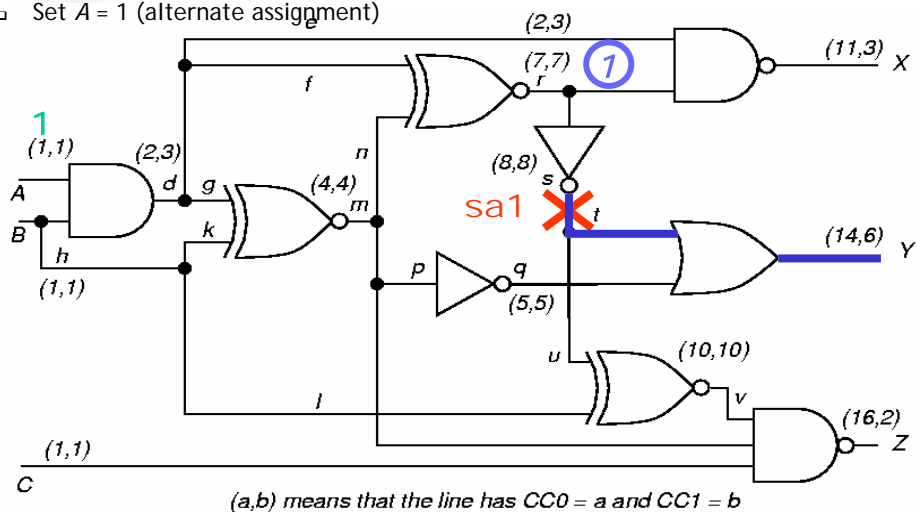 Set A = 1 (alternate assignment)
e
(2,3)
(11,3)
X
(7,7)
r
1
f
1
(1,1)
(2,3)
n
(8,8)
s
A
d
g
(4,4)
m
sa1
t
B
k
(14,6)
Y
h
(1,1)
p
q
(5,5)
u
(10,10)
l
v
(16,2)
Z
(1,1)
C
(a,b) means that the line has CC0 = a and CC1 = b